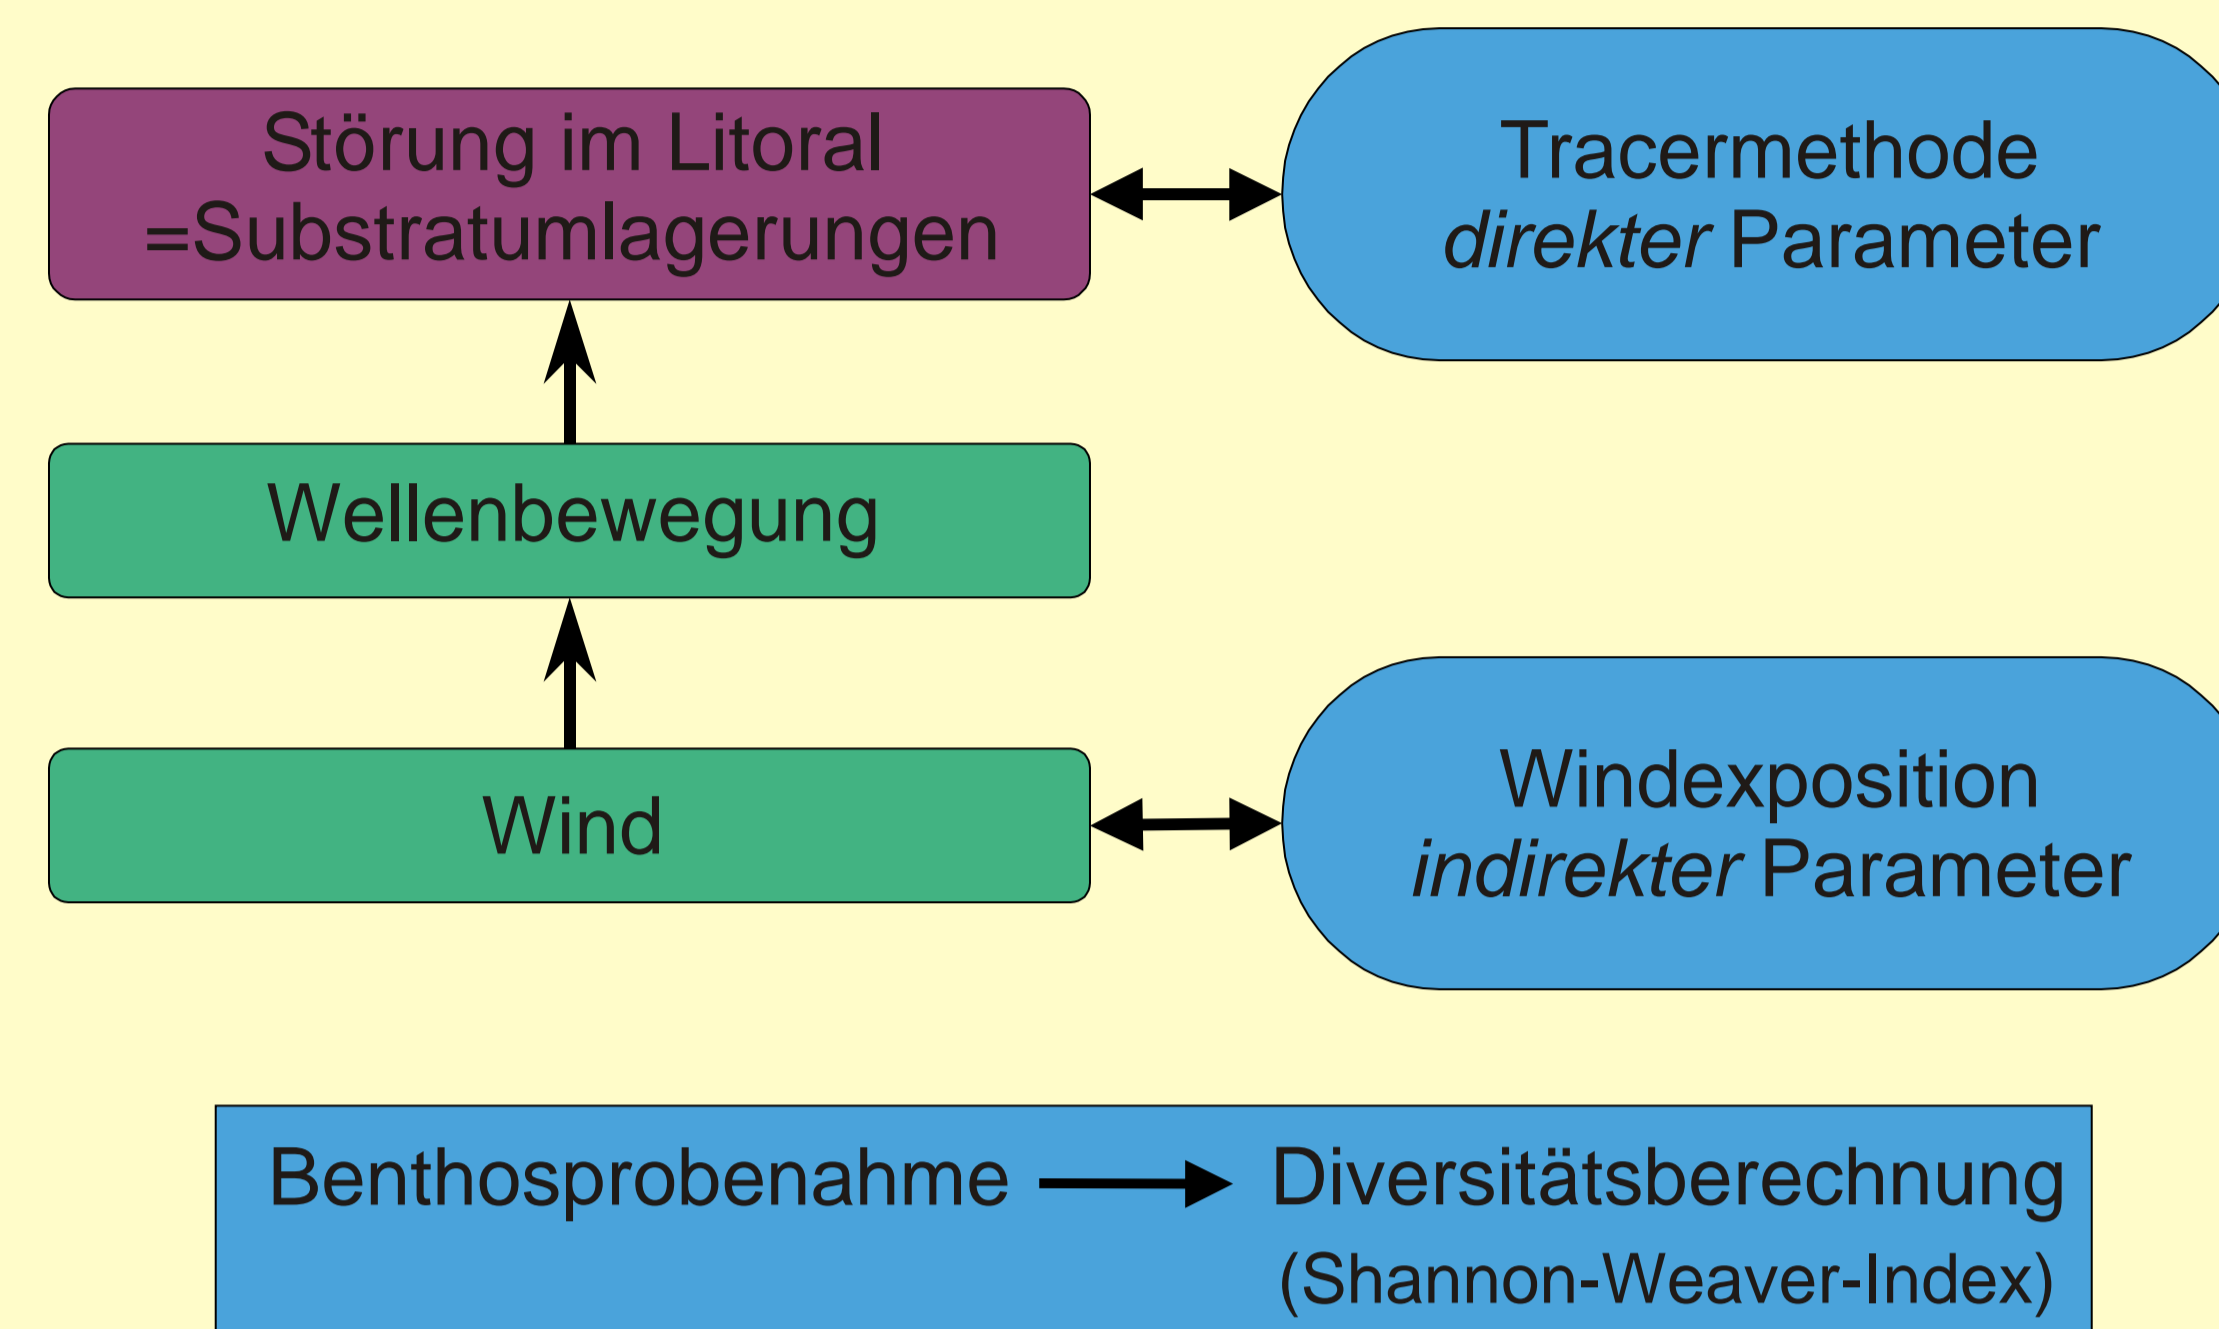 Störung im Litoral
=Substratumlagerungen
Tracermethode
direkter Parameter
Wellenbewegung
Wind
Windexposition
indirekter Parameter
Benthosprobenahme Diversitätsberechnung
(Shannon-Weaver-Index)